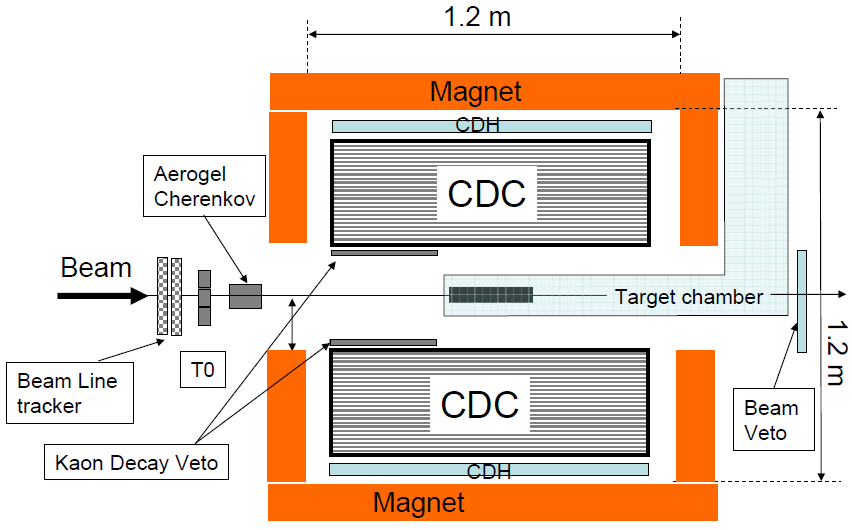 1.2 m
Magnet
CDH
Aerogel
Cherenkov
CDC
Beam
Target chamber
1.2 m
T0
Beam Line
tracker
CDC
Beam
Veto
Kaon Decay Veto
CDH
Magnet